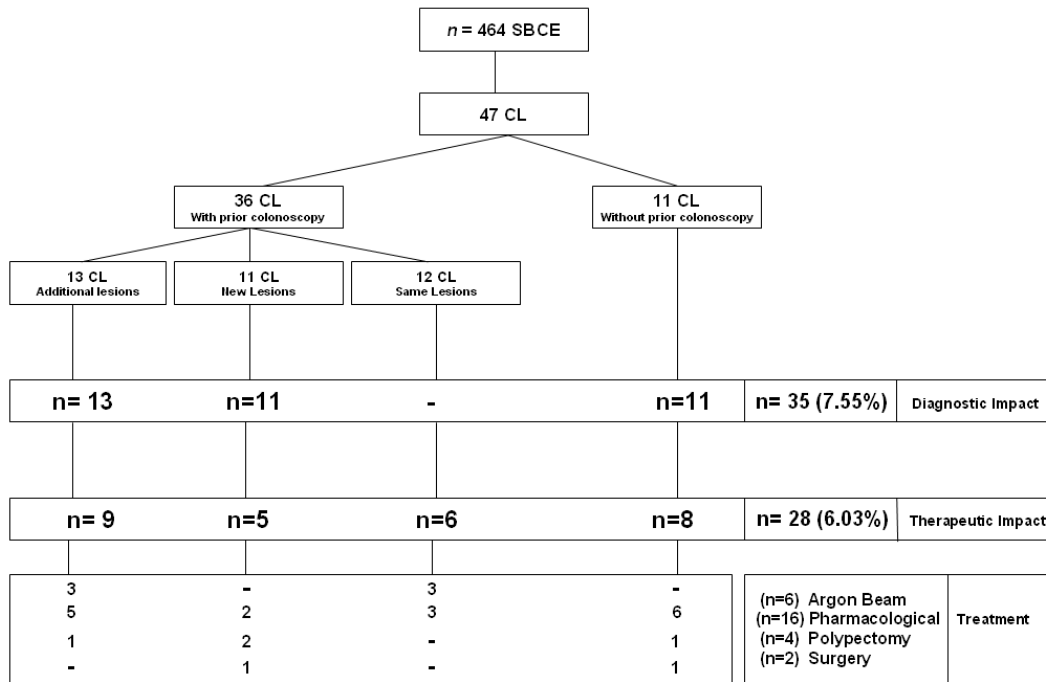 n = 464 SBCE
47 CL
36 CL
With prior colonoscopy
11 CL
Without prior colonoscopy
13 CL
Additional lesions
11 CL
New Lesions
12 CL
Same Lesions
n= 13 n=11 - n=11 n= 35 (7.55%) Diagnostic Impact
n= 9 n=5 n=6 n=8 n= 28 (6.03%) Therapeutic Impact
3 - 3 -
5 2 3 6
1 2 - 1
- 1 - 1
(n=6) Argon Beam
(n=16) Pharmacological
(n=4) Polypectomy
(n=2) Surgery
Treatment